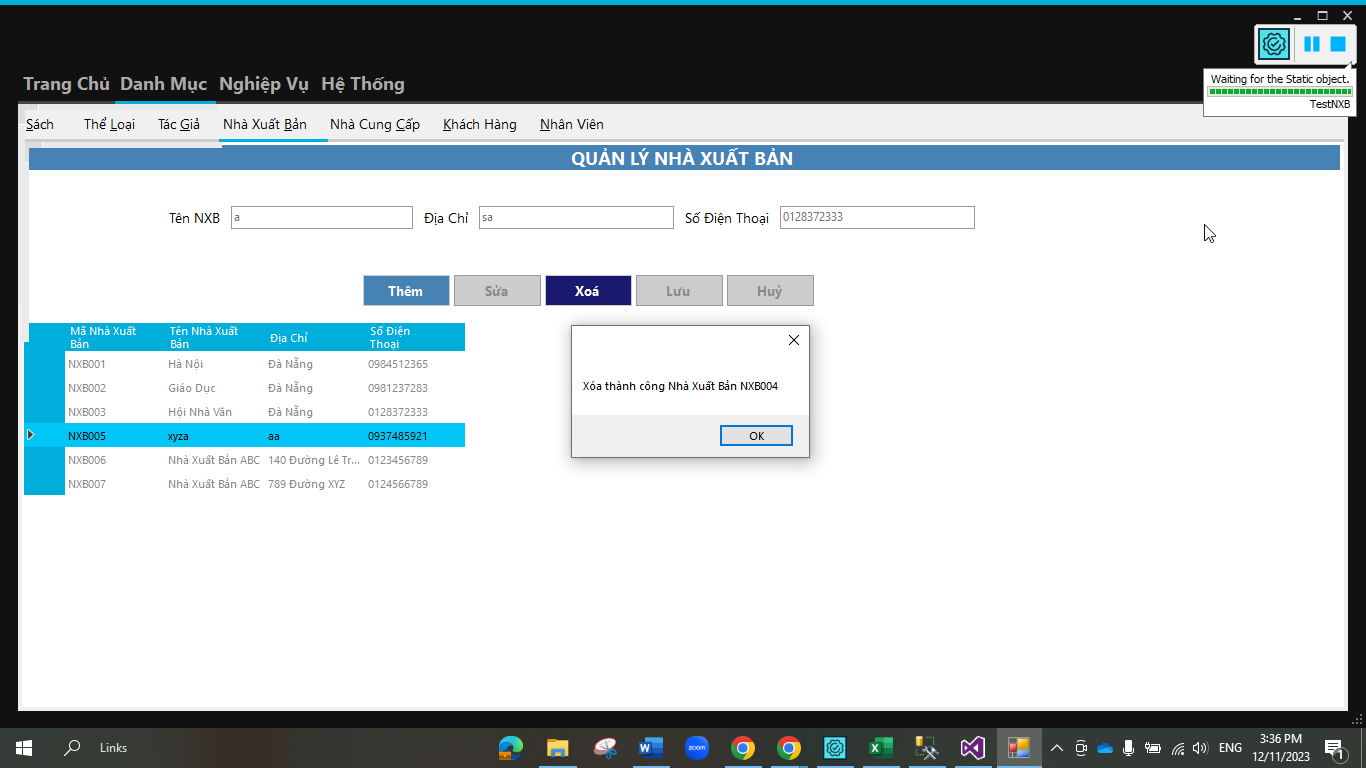 Waiting for the Static object.
TestNXB
Trang Chủ Danh Mục Nghiệp Vụ Hệ Thống
Sách Thể Loại Tác Giả Nhà Xuất Bản Nhà Cung Cấp Khách Hàng Nhân Viên
QUẢN LÝ NHÀ XUẤT BẢN
Tên NXB a Địa Chỉ sa Số Điện Thoại 0128372333
Thêm Sửa Xoá Lưu Huỷ
Mã Nhà Xuất Bản Tên Nhà Xuất Bản Địa Chỉ Số Điện Thoại
NXB001 Hà Nội Đà Nẵng 0984512365
NXB002 Giáo Dục Đà Nẵng 0981237283
NXB003 Hội Nhà Văn Đà Nẵng 0128372333
NXB005 xyza aa 0937485921
NXB006 Nhà Xuất Bản ABC 140 Đường Lê Tr... 0123456789
NXB007 Nhà Xuất Bản ABC 789 Đường XYZ 0124566789
Xóa thành công Nhà Xuất Bản NXB004
OK
Links
zoom
ENG
3:36 PM
12/11/2023
1